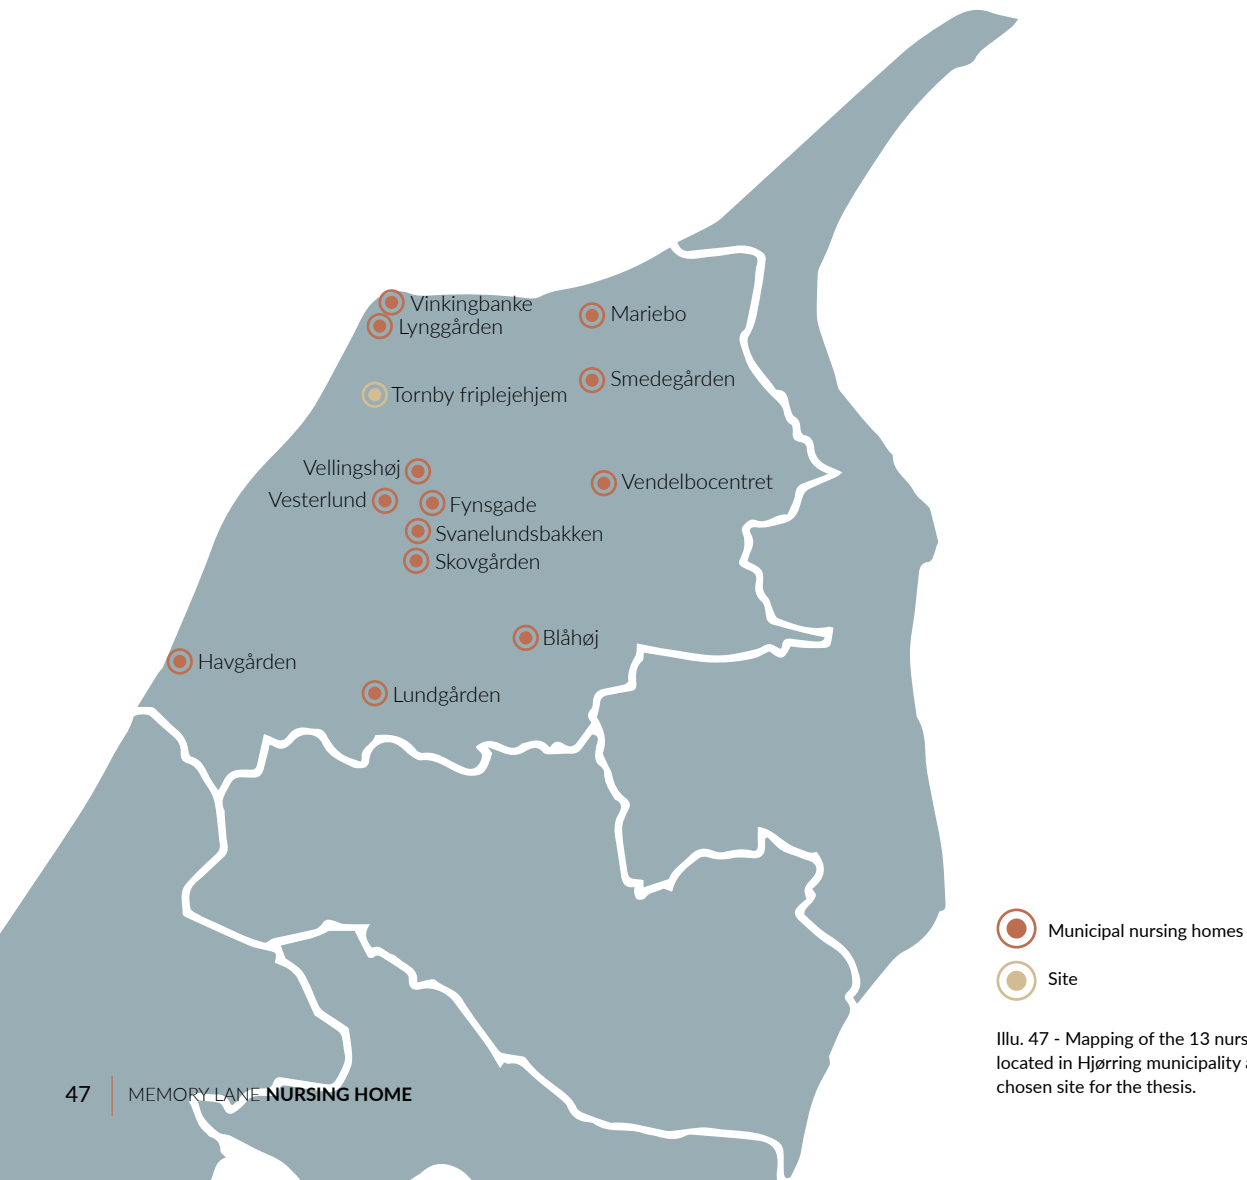 Vinkingbanke
Lynggården
Mariebo
Smedegården
Tornby friplejehjem
Vellingshøj
Vesterlund
Fynsgade
Vendelbocentret
Svanelundsbakken
Skovgården
Blåhøj
Havgården
Lundgården
Municipal nursing homes
Site
Illu. 47 - Mapping of the 13 nurs
located in Hjørring municipality
chosen site for the thesis.
47 MEMORY LANE NURSING HOME